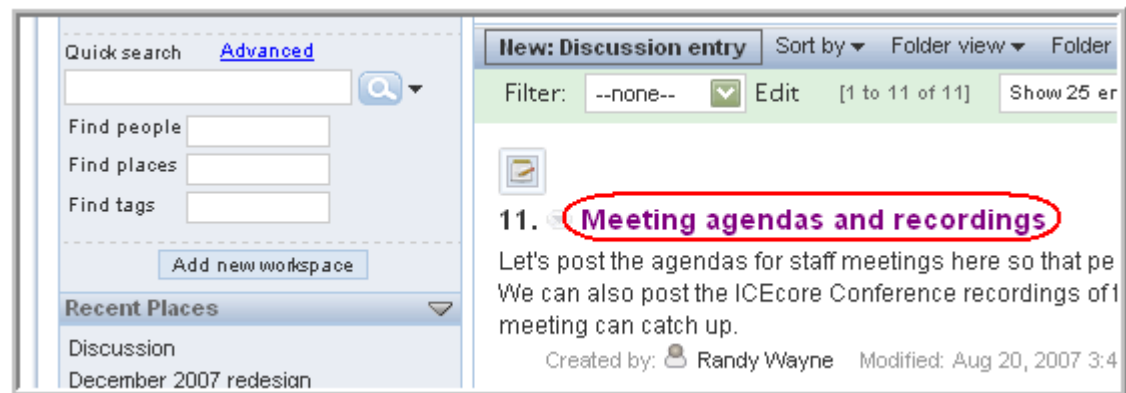 Quick search Advanced
Find people
Find places
Find tags
Add new workspace
Recent Places
Discussion
December 2007 redesign
New: Discussion entry Sort by Folder view Folder
Filter: --none-- Edit [1 to 11 of 11] Show 25 er
11. Meeting agendas and recordings
Let's post the agendas for staff meetings here so that pe
We can also post the ICEcore Conference recordings of
meeting can catch up.
Created by: Randy Wayne Modified: Aug 20, 2007 3:4